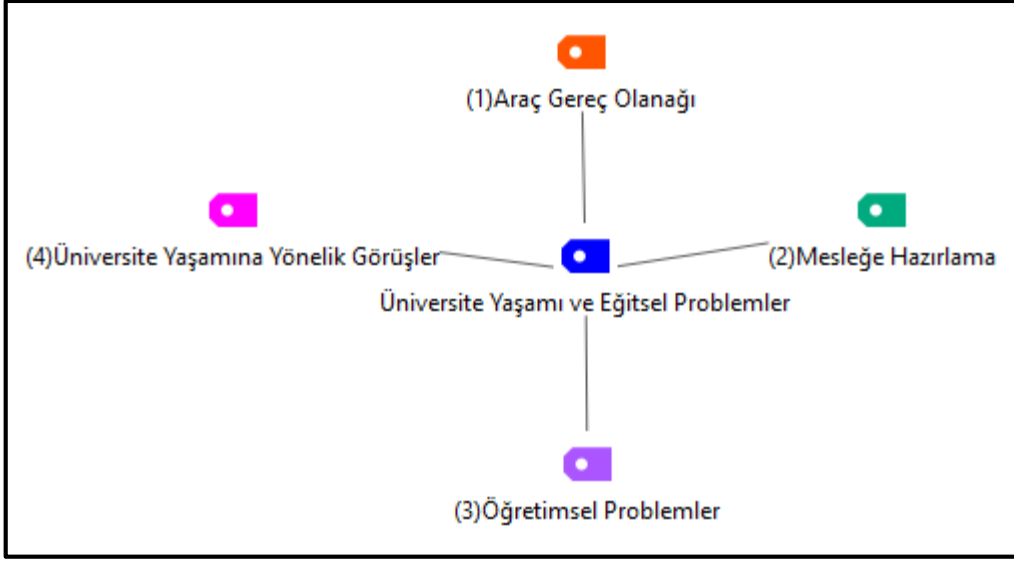 (1)Araç Gereç Olanağı
(4)Üniversite Yaşamına Yönelik Görüşler
(2)Mesleğe Hazırlama
Üniversite Yaşamı ve Eğitsel Problemler
(3)Öğretimsel Problemler